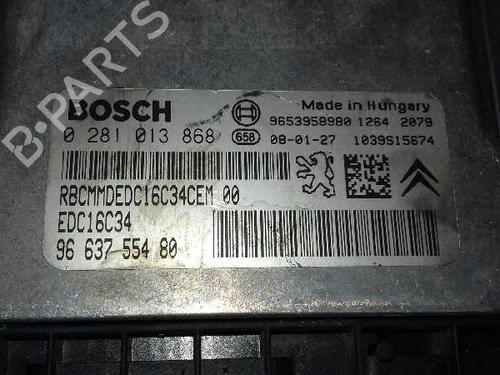 B-PARTS
BOSCH
Made in Hungary
9653958980 1264 2079
0 281 013 868
658
08-01-27 1039S15674
RBCMMDEDC16C34CEM 00
EDC16C34
96 637 554 80